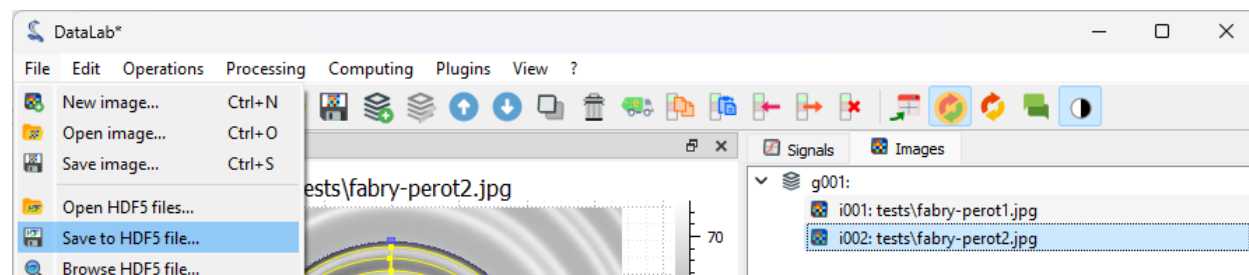 DataLab*
File Edit Operations Processing Computing Plugins View ?
New image... Ctrl+N
Open image... Ctrl+O
Save image... Ctrl+S
Open HDF5 files...
Save to HDF5 file...
Browse HDF5 file...
ests\fabry-perot2.jpg
70
Signals Images
g001:
i001: tests\fabry-perot1.jpg
i002: tests\fabry-perot2.jpg